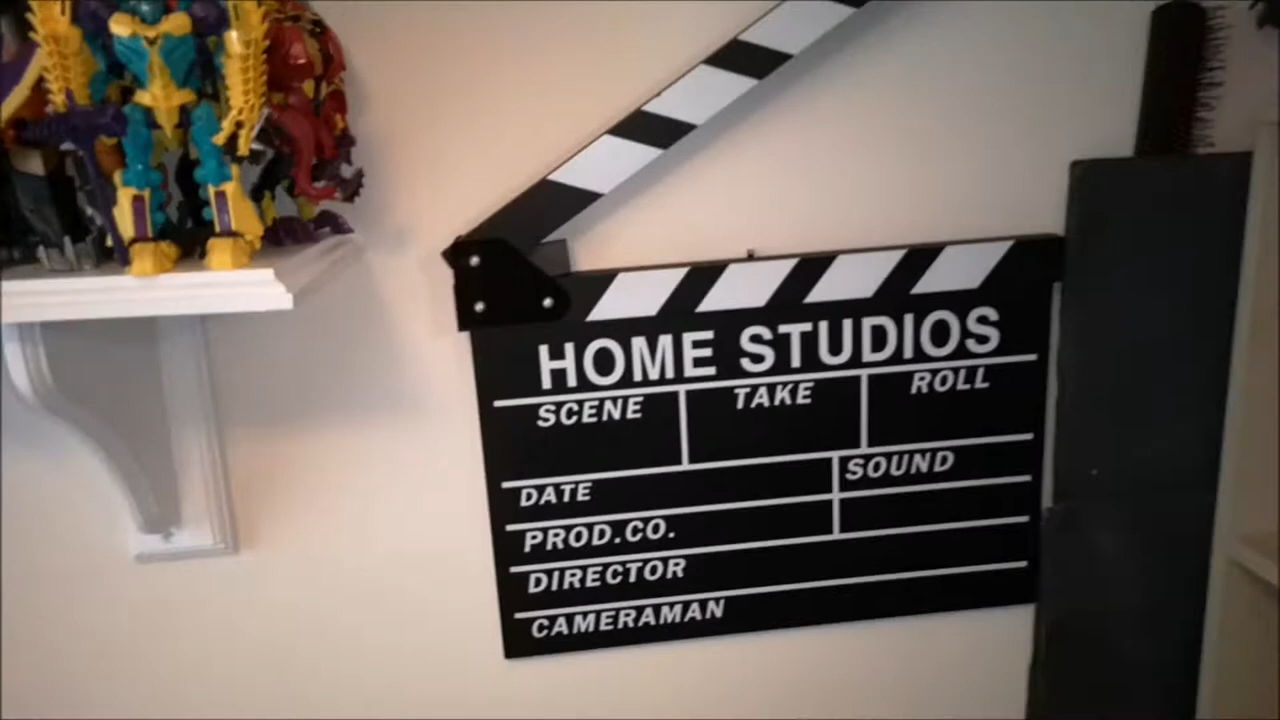 HOME STUDIOS
SCENE TAKE ROLL
DATE SOUND
PROD.CO.
DIRECTOR
CAMERAMAN